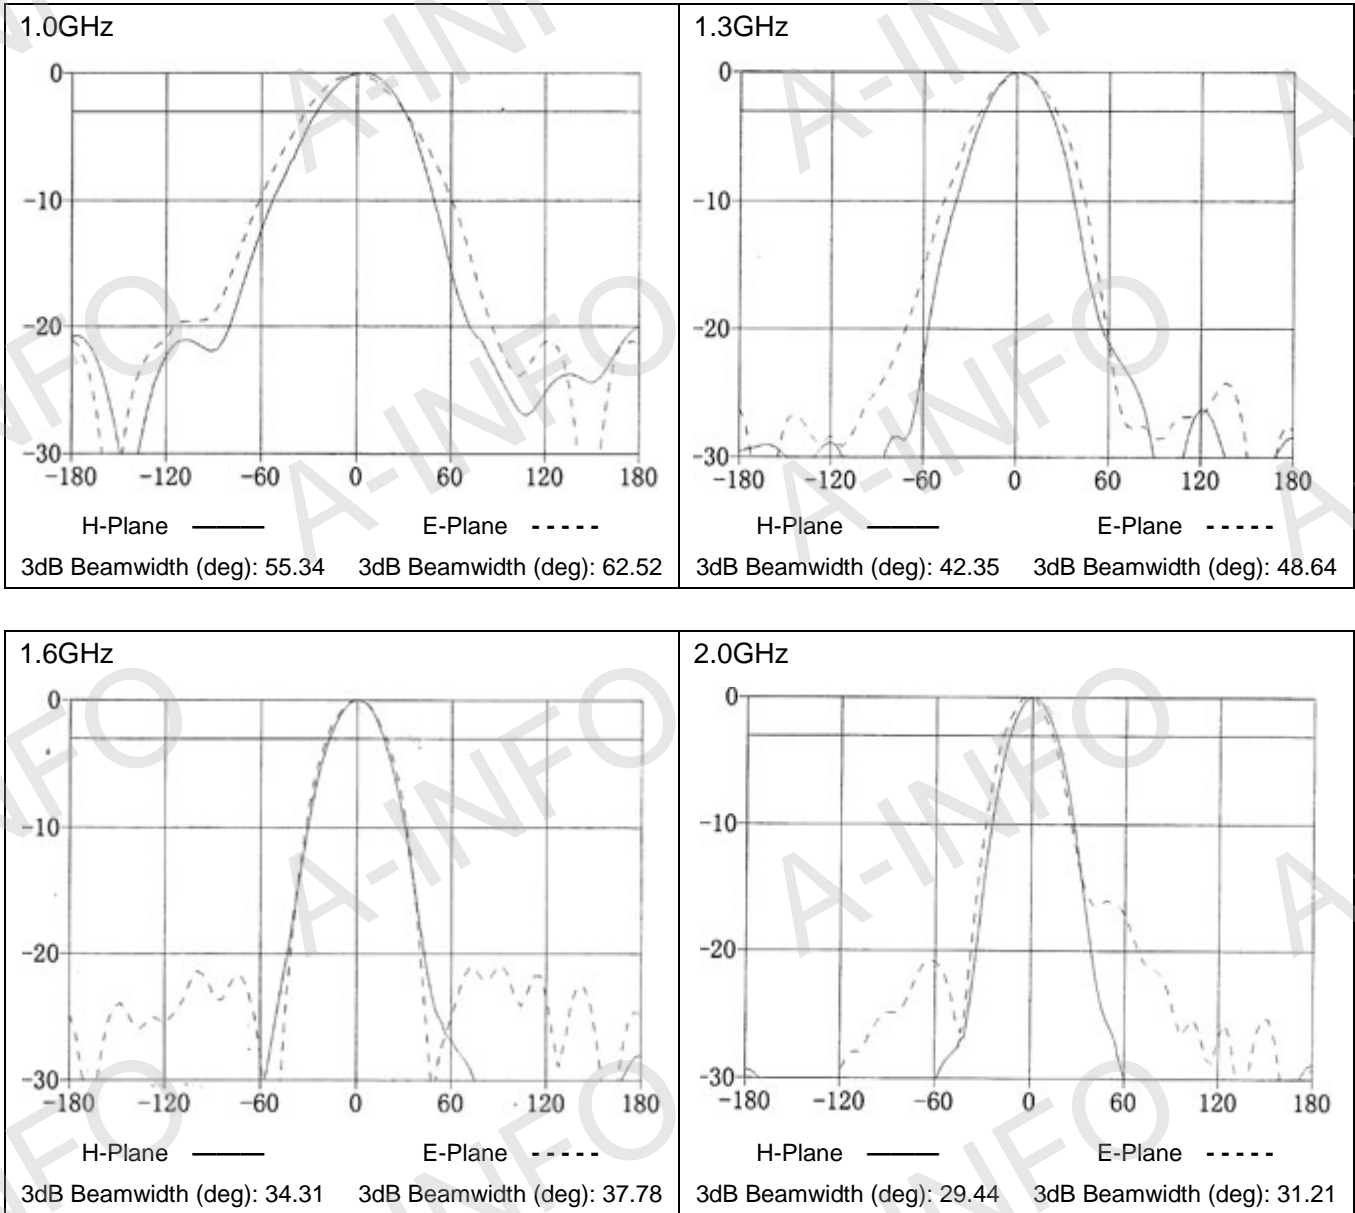 1.0GHz
0
-10
-20
-30
-180 -120 -60 0 60 120 180
H-Plane E-Plane
3dB Beamwidth (deg): 55.34 3dB Beamwidth (deg): 62.52
1.3GHz
0
-10
-20
-30
-180 -120 -60 0 60 120 180
H-Plane E-Plane
3dB Beamwidth (deg): 42.35 3dB Beamwidth (deg): 48.64
1.6GHz
0
-10
-20
-30
-180 -120 -60 0 60 120 180
H-Plane E-Plane
3dB Beamwidth (deg): 34.31 3dB Beamwidth (deg): 37.78
2.0GHz
0
-10
-20
-30
-180 -120 -60 0 60 120 180
H-Plane E-Plane
3dB Beamwidth (deg): 29.44 3dB Beamwidth (deg): 31.21
A-INFO
A-INFO
A-INFO
A-INFO
A-INFO
A-INFO